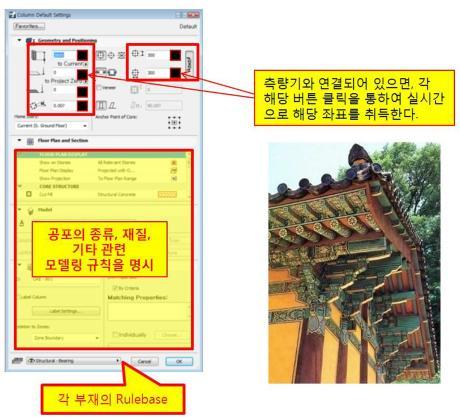 Column Default Settings
Favorites...
Default
Geometry and Positioning
to Current
0
to Project Zero
0
0.007
300
300
Veneer
90.00°
Home Story:
Current (0. Ground Floor)
Anchor Point of Core:
Floor Plan and Section
FLOOR PLAN DISPLAY
Show on Stories
All Relevant Stories
Floor Plan Display
Projected with O...
Show Projection
To Floor Plan Range
CORE STRUCTURE
Cut Fill
Structural Concrete
Model
공포의 종류, 재질,
기타 관련
모델링 규칙을 명시
By Criteria
Label Column
Matching Properties:
Label Settings...
Relation to Zones:
Zone Boundary
Individually
Choose...
Structural - Bearing
Cancel
OK
각 부재의 Rulebase
측량기와 연결되어 있으면, 각
해당 버튼 클릭을 통하여 실시간
으로 해당 좌표를 취득한다.